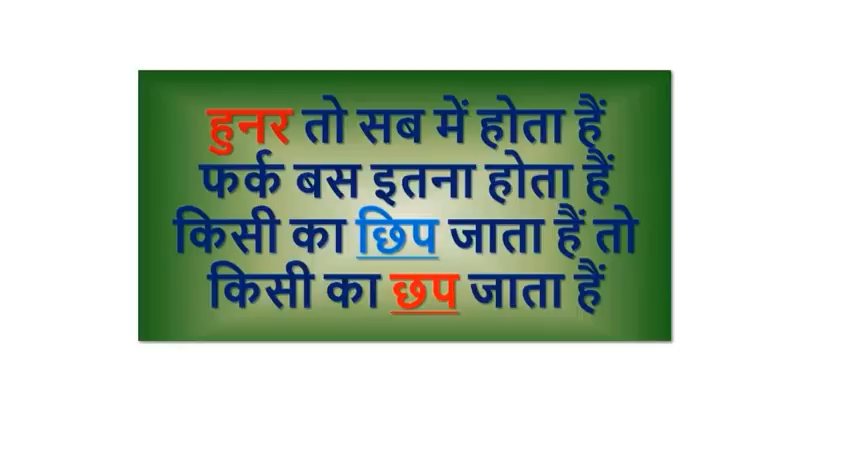 हुनर तो सब में होता हैं
फर्क बस इतना होता हैं
किसी का छिप जाता हैं तो
किसी का छप जाता हैं